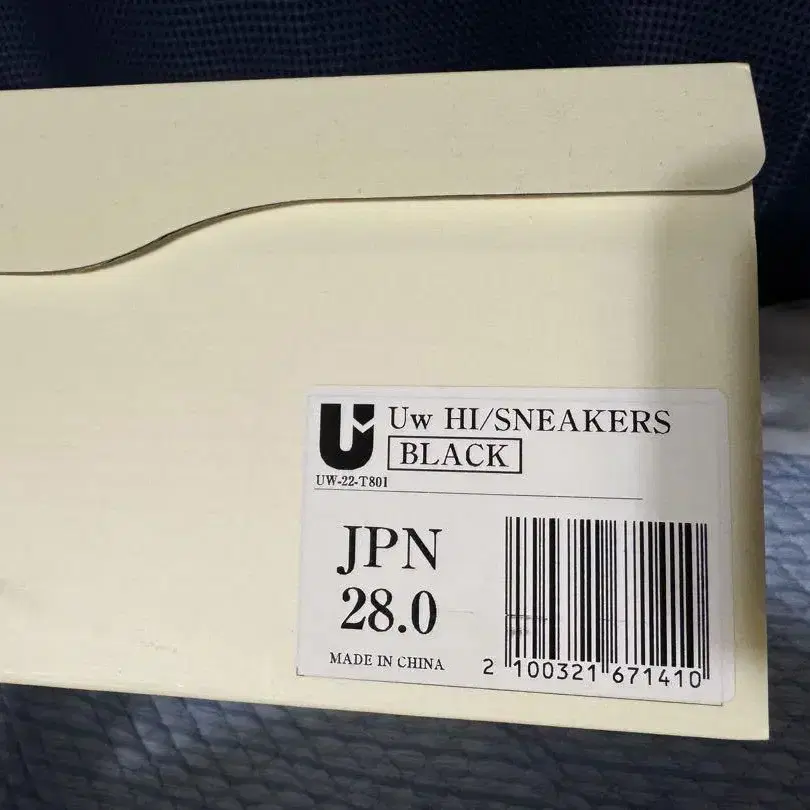 Uw HI/SNEAKERS
BLACK
UW-22-T801
JPN
28.0
MADE IN CHINA
2 100321 671410